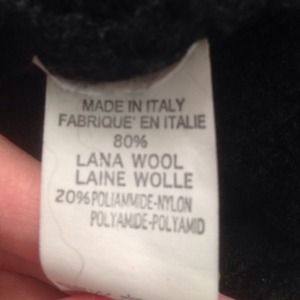 MADE IN ITALY
FABRIQUE' EN ITALIE
80%
LANA WOOL
LAINE WOLLE
20%POLIAMMIDE-NYLON
POLYAMIDE-POLYAMID